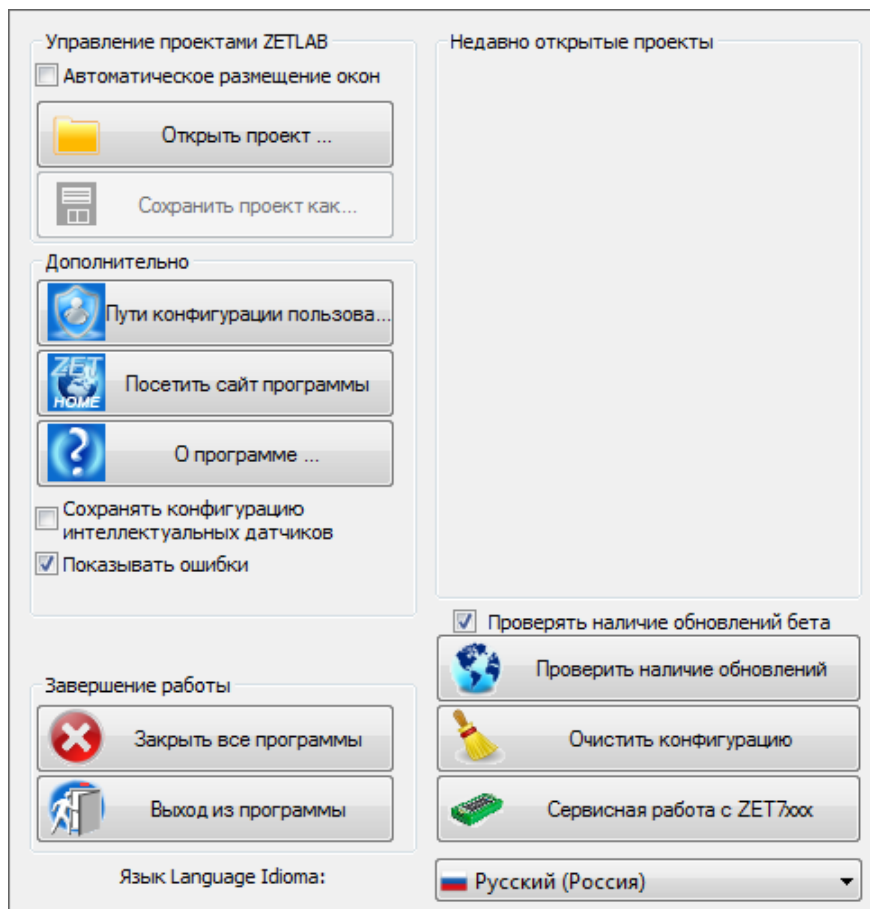 Управление проектами ZETLAB
Автоматическое размещение окон
Открыть проект ...
Сохранить проект как...
Дополнительно
Пути конфигурации пользова...
ZET
HOME
Посетить сайт программы
О программе ...
Сохранять конфигурацию
интеллектуальных датчиков
Показывать ошибки
Завершение работы
Закрыть все программы
Выход из программы
Язык Language Idioma:
Недавно открытые проекты
Проверять наличие обновлений бета
Проверить наличие обновлений
Очистить конфигурацию
Сервисная работа с ZET7xxx
Русский (Россия)